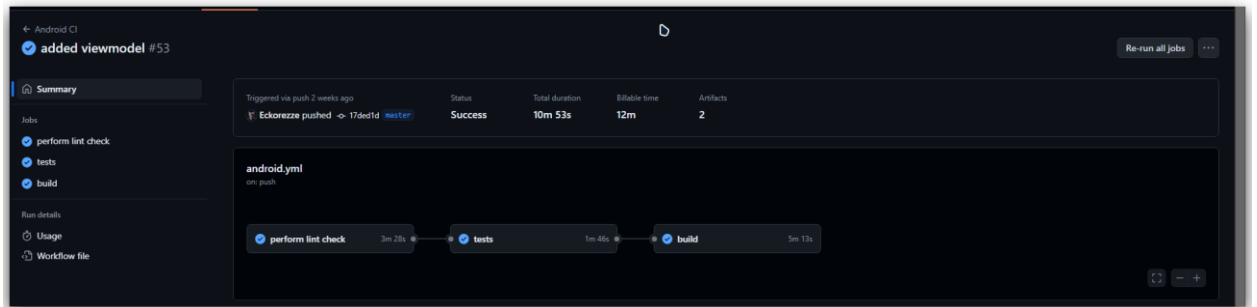 ← Android CI
added viewmodel #53
Re-run all jobs
Summary
Jobs
perform lint check
tests
build
Run details
Usage
Workflow file
Triggered via push 2 weeks ago
Eckorezze pushed 17ded1d master
Status
Success
Total duration
10m 53s
Billable time
12m
Artifacts
2
android.yml
on: push
perform lint check 3m 28s
tests 1m 46s
build 5m 13s